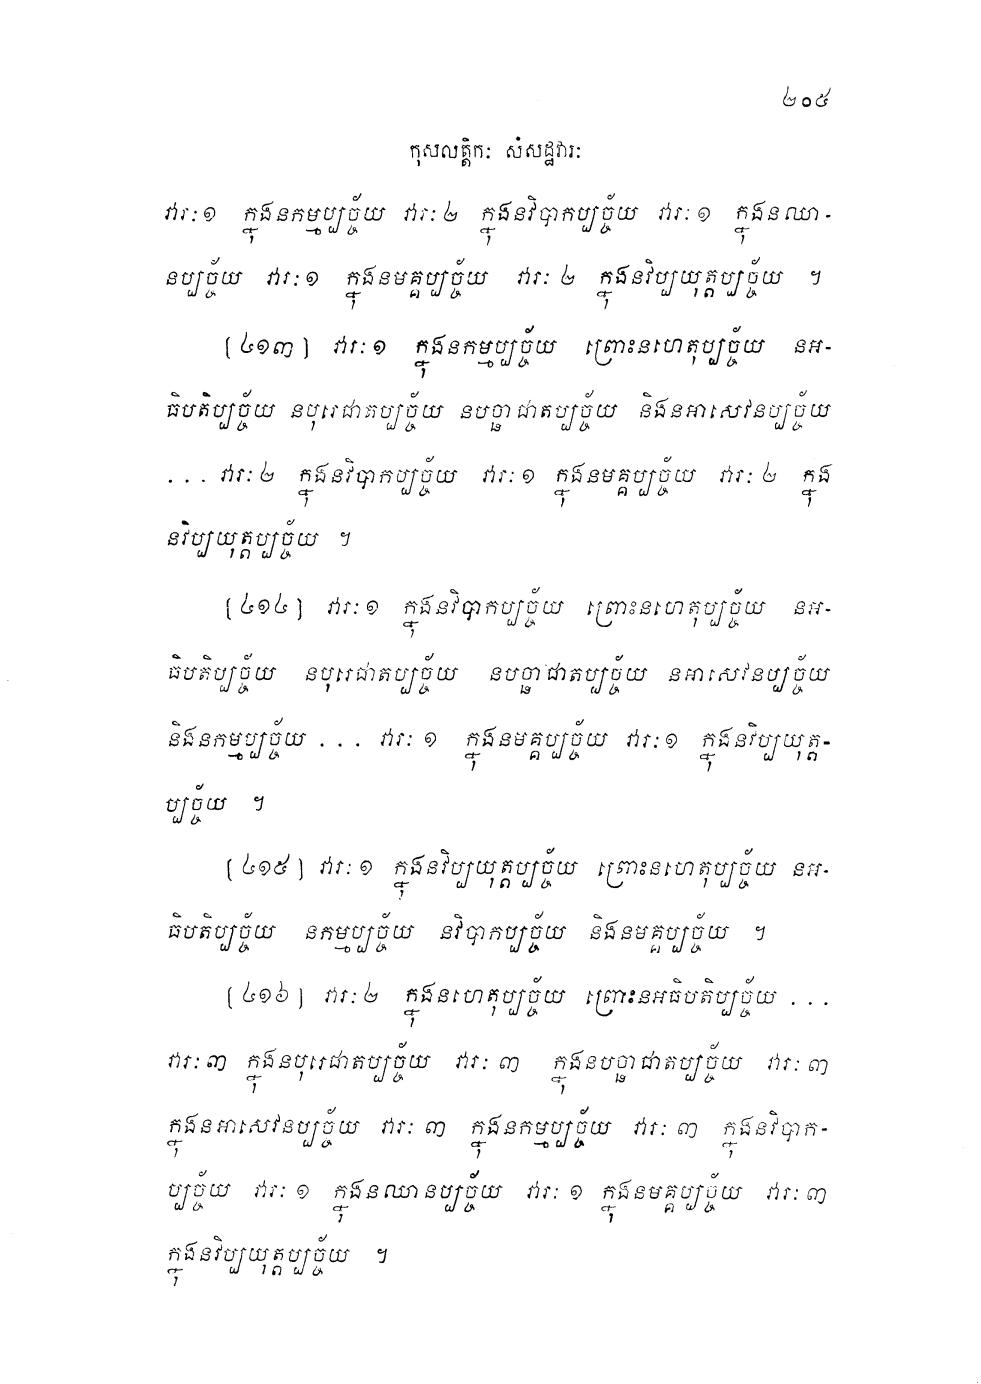 ២០៥
កុសលត្តិកៈ សំសដ្ឋវារៈ
វារៈ១ ក្នុងនកម្មប្បច្ច័យ វារៈ២ ក្នុងនវិបាកប្បច្ច័យ វារៈ១ ក្នុងនឈា-
នប្បច្ច័យ វារៈ១ ក្នុងនមគ្គប្បច្ច័យ វារៈ២ ក្នុងនវិប្បយុត្តប្បច្ច័យ ។
[៤១៣] វារៈ១ ក្នុងនកម្មប្បច្ច័យ ព្រោះនហេតុប្បច្ច័យ នអ-
ធិបតិប្បច្ច័យ នបុរេជាតប្បច្ច័យ នបច្ឆាជាតប្បច្ច័យ និងនអាសេវនប្បច្ច័យ
... វារៈ២ ក្នុងនវិបាកប្បច្ច័យ វារៈ១ ក្នុងនមគ្គប្បច្ច័យ វារៈ២ ក្នុង
នវិប្បយុត្តប្បច្ច័យ ។
[៤១៤] វារៈ១ ក្នុងនវិបាកប្បច្ច័យ ព្រោះនហេតុប្បច្ច័យ នអ-
ធិបតិប្បច្ច័យ នបុរេជាតប្បច្ច័យ នបច្ឆាជាតប្បច្ច័យ នអាសេវនប្បច្ច័យ
និងនកម្មប្បច្ច័យ ... វារៈ១ ក្នុងនមគ្គប្បច្ច័យ វារៈ១ ក្នុងនវិប្បយុត្ត-
ប្បច្ច័យ ។
[៤១៥] វារៈ១ ក្នុងនវិប្បយុត្តប្បច្ច័យ ព្រោះនហេតុប្បច្ច័យ នអ-
ធិបតិប្បច្ច័យ នកម្មប្បច្ច័យ នវិបាកប្បច្ច័យ និងនមគ្គប្បច្ច័យ ។
[៤១៦] វារៈ២ ក្នុងនហេតុប្បច្ច័យ ព្រោះនអធិបតិប្បច្ច័យ ...
វារៈ៣ ក្នុងនបុរេជាតប្បច្ច័យ វារៈ៣ ក្នុងនបច្ឆាជាតប្បច្ច័យ វារៈ៣
ក្នុងនអាសេវនប្បច្ច័យ វារៈ៣ ក្នុងនកម្មប្បច្ច័យ វារៈ៣ ក្នុងនវិបាក-
ប្បច្ច័យ វារៈ១ ក្នុងនឈានប្បច្ច័យ វារៈ១ ក្នុងនមគ្គប្បច្ច័យ វារៈ៣
ក្នុងនវិប្បយុត្តប្បច្ច័យ ។